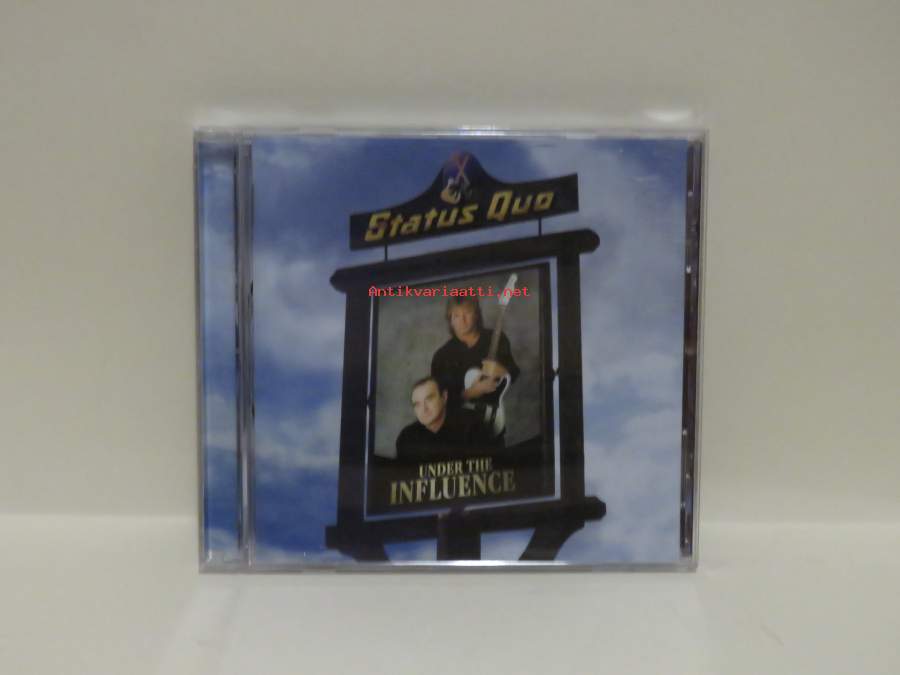 Status Quo
Antikvariaatti.net
UNDER THE
INFLUENCE